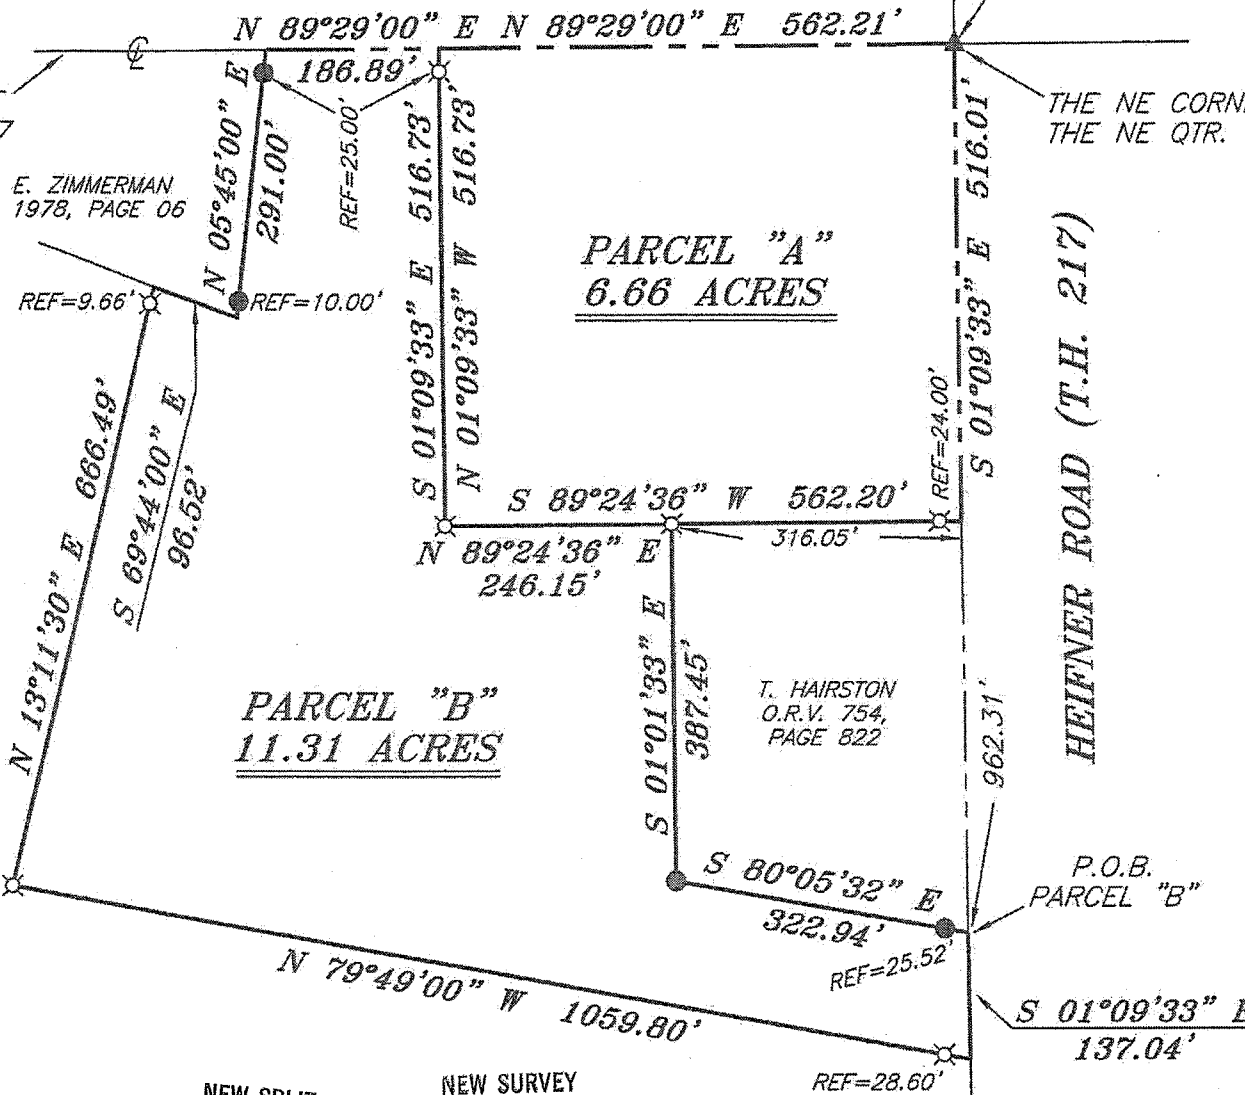 N 89°29'00" E N 89°29'00" E 562.21'
186.89'
N 05°45'00" E
291.00'
REF=25.00'
S 01°09'33" E 516.73'
N 01°09'33" W 516.73'
516.01'
S 01°09'33" E
THE NE CORN
THE NE QTR.
7
E. ZIMMERMAN
1978, PAGE 06
PARCEL "A"
6.66 ACRES
REF=9.66'
REF=10.00'
HEIFNER ROAD (T.H. 217)
REF=24.00'
N 13°11'30" E 666.49'
S 69°44'00" E
96.52'
S 89°24'36" W 562.20'
316.05'
N 89°24'36" E
246.15'
S 01°01'33" E
387.45'
PARCEL "B"
11.31 ACRES
T. HAIRSTON
O.R.V. 754,
PAGE 822
962.31'
S 80°05'32" E
322.94'
P.O.B.
PARCEL "B"
REF=25.52'
N 79°49'00" W 1059.80'
S 01°09'33" E
137.04'
REF=28.60'
NEW SPLIT
NEW SURVEY